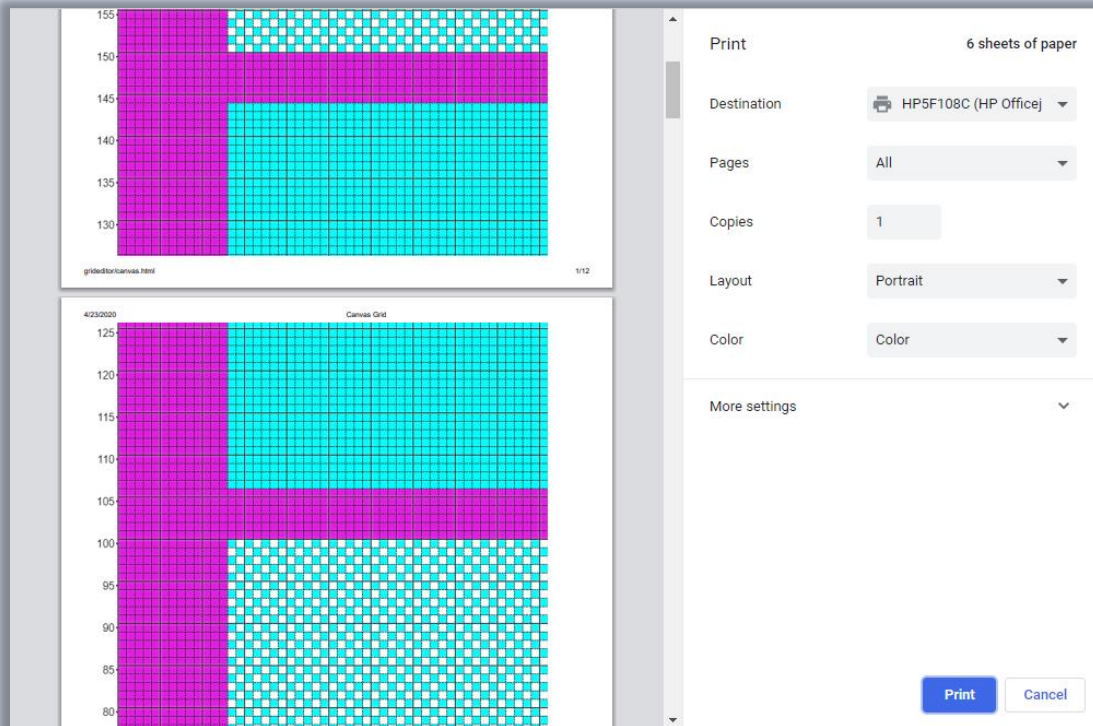 155
150
145
140
135
130
grideditor/canvas.html 1/12
4/23/2020 Canvas Grid
125
120
115
110
105
100
95
90
85
80
Print 6 sheets of paper
Destination HP5F108C (HP Officej
Pages All
Copies 1
Layout Portrait
Color Color
More settings
Print Cancel